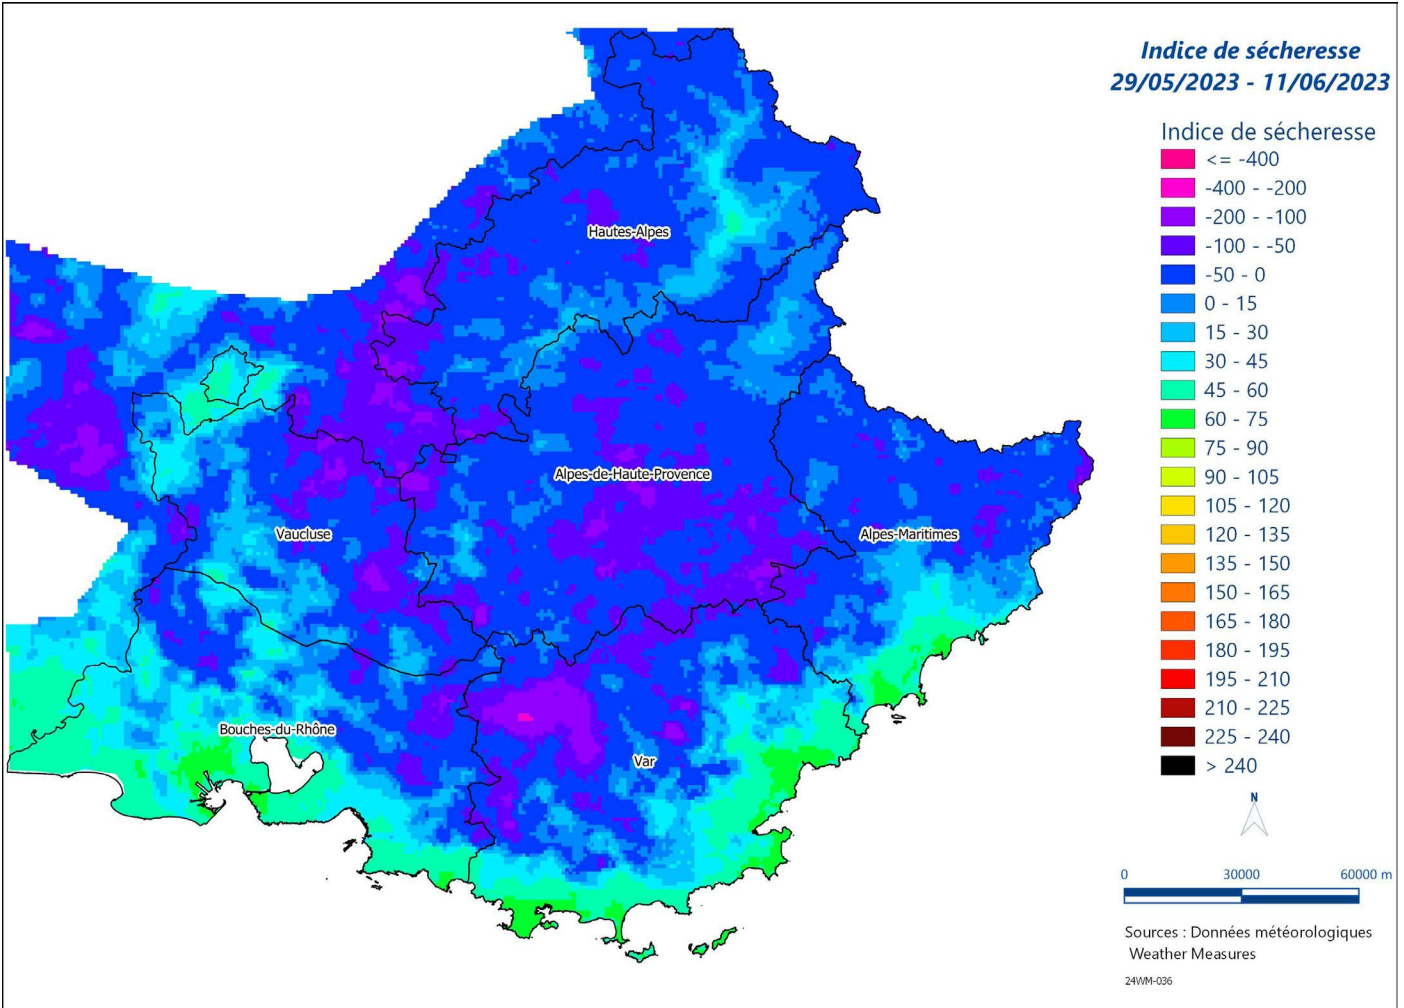 Indice de sécheresse
29/05/2023 - 11/06/2023
Indice de sécheresse
<= -400
-400 - -200
-200 - -100
-100 - -50
-50 - 0
0 - 15
15 - 30
30 - 45
45 - 60
60 - 75
75 - 90
90 - 105
105 - 120
120 - 135
135 - 150
150 - 165
165 - 180
180 - 195
195 - 210
210 - 225
225 - 240
> 240
Hautes-Alpes
Alpes-de-Haute-Provence
Vaucluse
Alpes-Maritimes
Bouches-du-Rhône
Var
N
0 30000 60000 m
Sources : Données météorologiques
Weather Measures
24WM-036